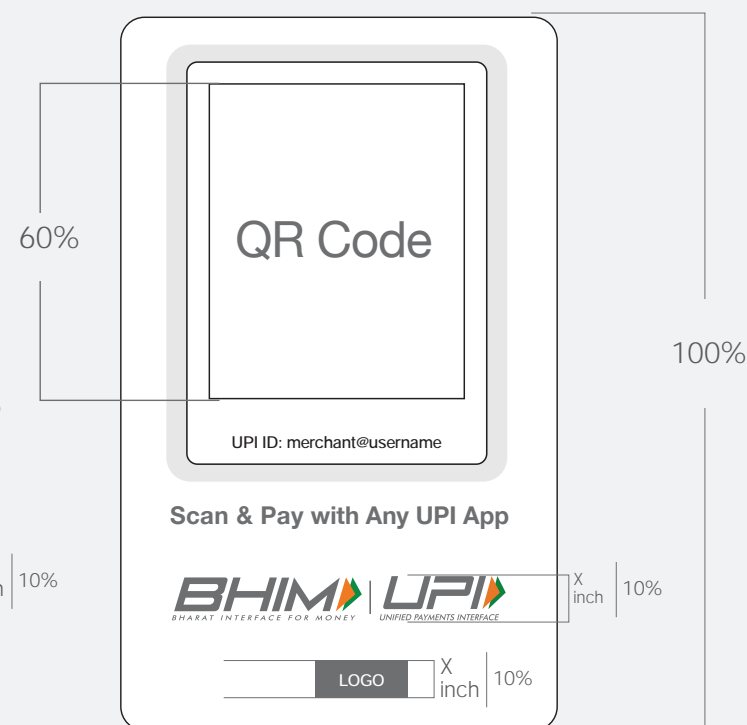 60%
QR Code
100%
UPI ID: merchant@username
Scan & Pay with Any UPI App
10%
BHIM
BHARAT INTERFACE FOR MONEY
UPI
UNIFIED PAYMENTS INTERFACE
X
inch
10%
LOGO
X
inch
10%